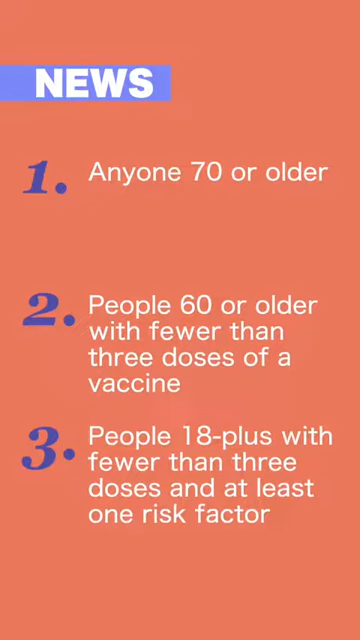 NEWS
1. Anyone 70 or older
2. People 60 or older
with fewer than
three doses of a
vaccine
3. People 18-plus with
fewer than three
doses and at least
one risk factor